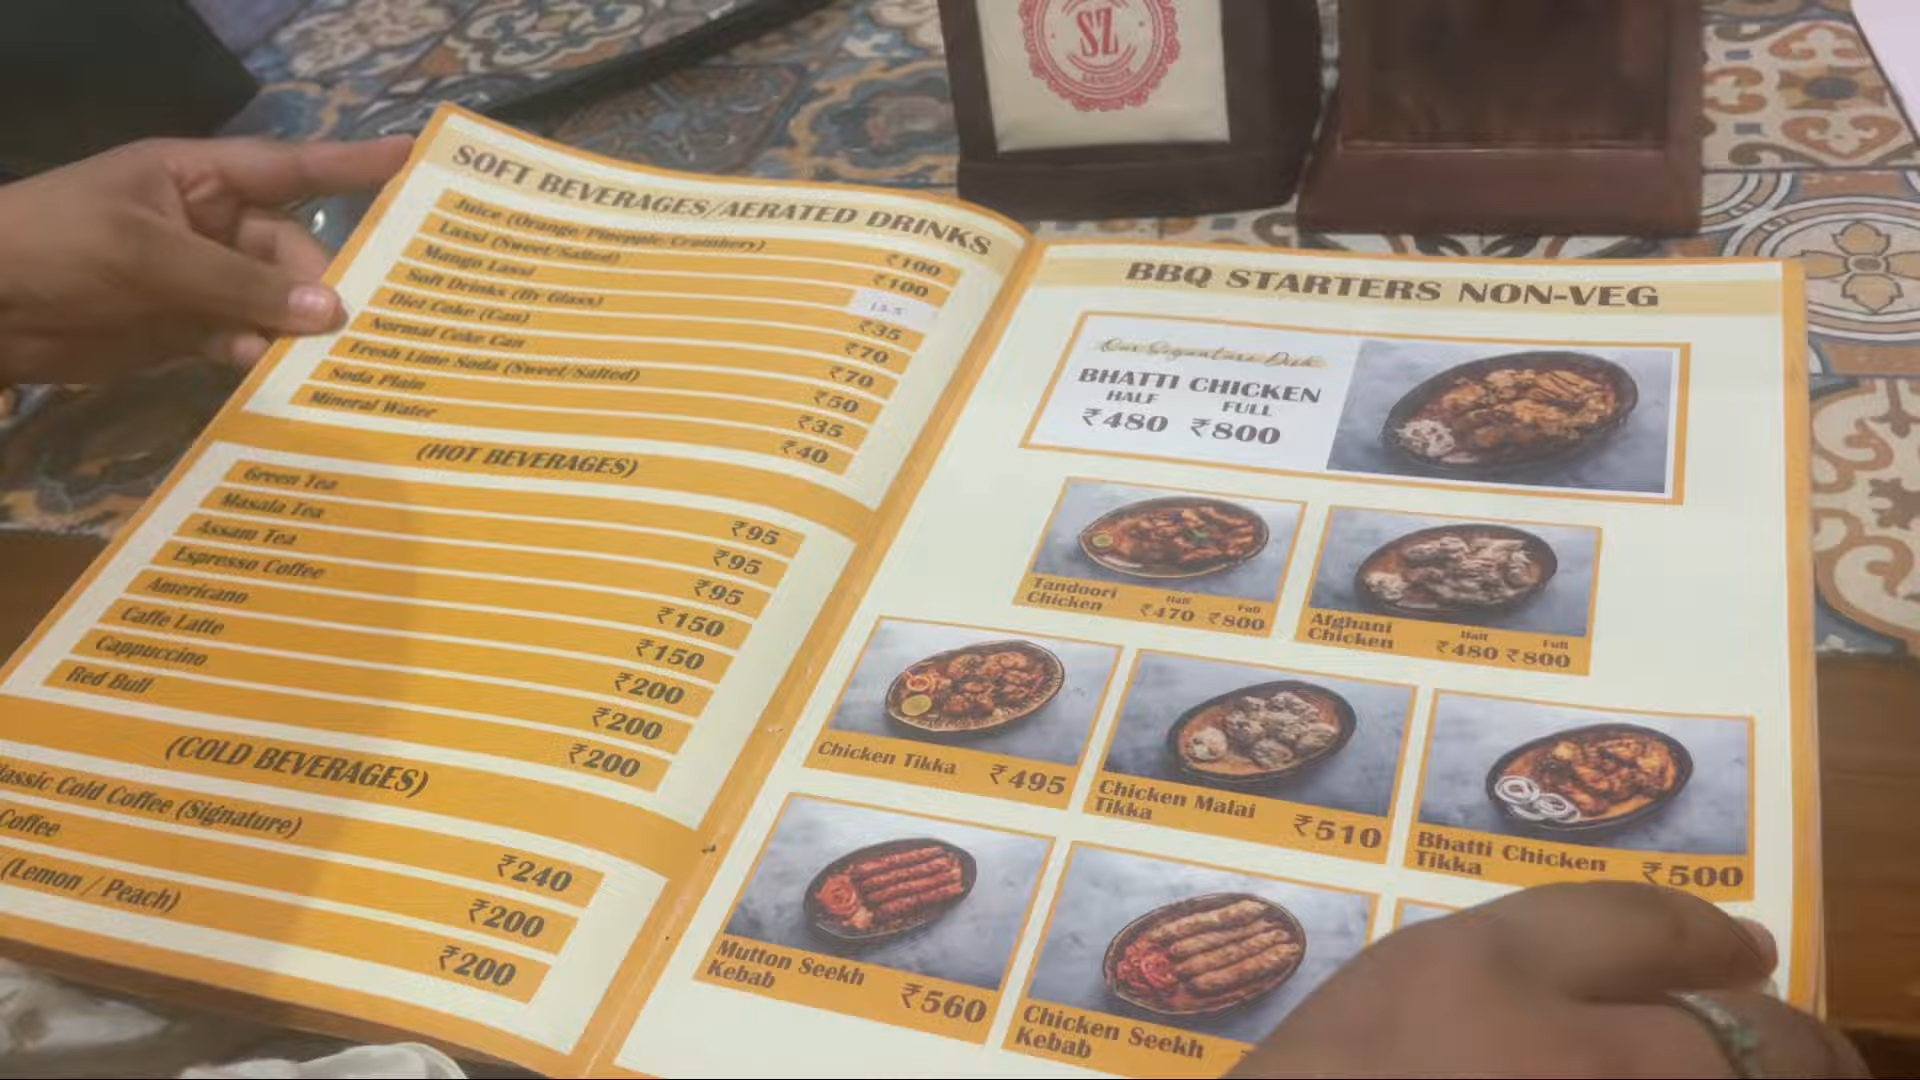 SZ
SOFT BEVERAGES/AERATED DRINKS
Juice (Orange/Pinepple/Cranbery) ₹100
Lassi (Sweet/Salted) ₹100
Mango Lassi
Soft Drinks (By Glass) ₹35
Diet Coke (Can) ₹70
Normal Coke Can ₹70
Fresh Lime Soda (Sweet/Salted) ₹50
Soda Plain ₹35
Mineral Water ₹40
(HOT BEVERAGES)
Green Tea ₹95
Masala Tea ₹95
Assam Tea ₹95
Espresso Coffee ₹150
Americano ₹150
Caffe Latte ₹200
Cappuccino ₹200
Red Bull ₹200
(COLD BEVERAGES)
Cold Coffee (Signature) ₹240
Coffee ₹200
(Lemon / Peach) ₹200
BBQ STARTERS NON-VEG
Our Signature Dish
BHATTI CHICKEN
HALF FULL
₹480 ₹800
Tandoori Half Full
Chicken ₹470 ₹800
Afghani Half Full
Chicken ₹480 ₹800
Chicken Tikka ₹495
Chicken Malai
Tikka ₹510
Bhatti Chicken
Tikka ₹500
Mutton Seekh
Kebab ₹560
Chicken Seekh
Kebab